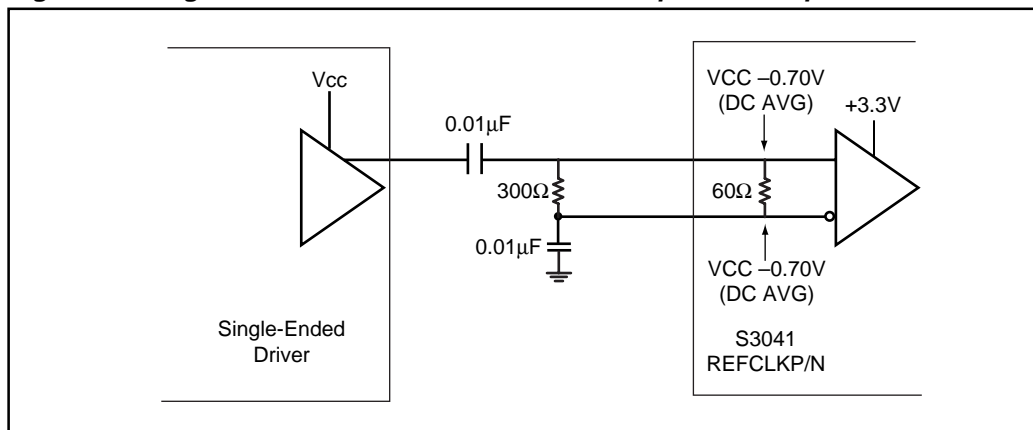 Vcc
0.01μF
300Ω
0.01μF
VCC –0.70V
(DC AVG)
+3.3V
60Ω
VCC –0.70V
(DC AVG)
Single-Ended
Driver
S3041
REFCLKP/N